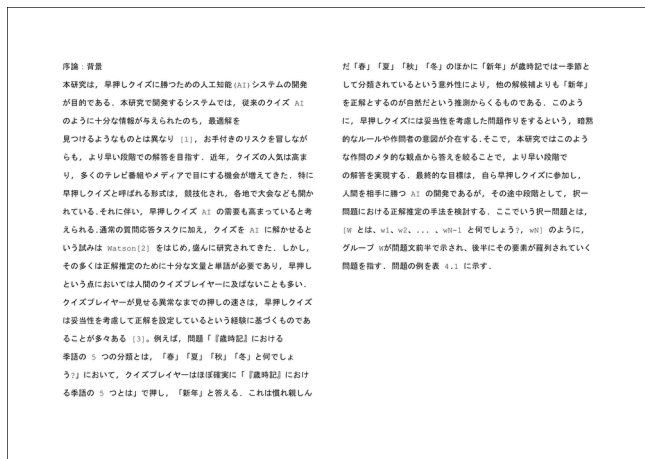 序論：背景
本研究は，早押しクイズに勝つための人工知能(AI)システムの開発
が目的である．本研究で開発するシステムでは，従来のクイズ AI
のように十分な情報が与えられたのち，最適解を
見つけるようなものとは異なり [1]，お手付きのリスクを冒しなが
らも，より早い段階での解答を目指す．近年，クイズの人気は高ま
り，多くのテレビ番組やメディアで目にする機会が増えてきた．特に
早押しクイズと呼ばれる形式は，競技化され，各地で大会なども開か
れている.それに伴い，早押しクイズ AI の需要も高まっていると考
えられる.通常の質問応答タスクに加え，クイズを AI に解かせると
いう試みは Watson[2] をはじめ,盛んに研究されてきた．しかし，
その多くは正解推定のために十分な文量と単語が必要であり，早押し
という点においては人間のクイズプレイヤーに及ばないことも多い．
クイズプレイヤーが見せる異常なまでの押しの速さは，早押しクイズ
は妥当性を考慮して正解を設定しているという経験に基づくものであ
ることが多々ある [3]。例えば，問題「『歳時記』における
季語の 5 つの分類とは，「春」「夏」「秋」「冬」と何でしょ
う?」において，クイズプレイヤーはほぼ確実に「『歳時記』におけ
る季語の 5 つとは」で押し，「新年」と答える．これは慣れ親しん
だ「春」「夏」「秋」「冬」のほかに「新年」が歳時記では一季節と
して分類されているという意外性により，他の解候補よりも「新年」
を正解とするのが自然だという推測からくるものである．このよう
に，早押しクイズには妥当性を考慮した問題作りをするという，暗黙
的なルールや作問者の意図が介在する.そこで，本研究ではこのよう
な作問のメタ的な観点から答えを絞ることで，より早い段階で
の解答を実現する．最終的な目標は，自ら早押しクイズに参加し，
人間を相手に勝つ AI の開発であるが，その途中段階として，択一
問題における正解推定の手法を検討する．ここでいう択一問題とは，
[W とは、w1、w2、... 、wN-1 と何でしょう?, wN] のように，
グループ Wが問題文前半で示され、後半にその要素が羅列されていく
問題を指す．問題の例を表 4.1 に示す．